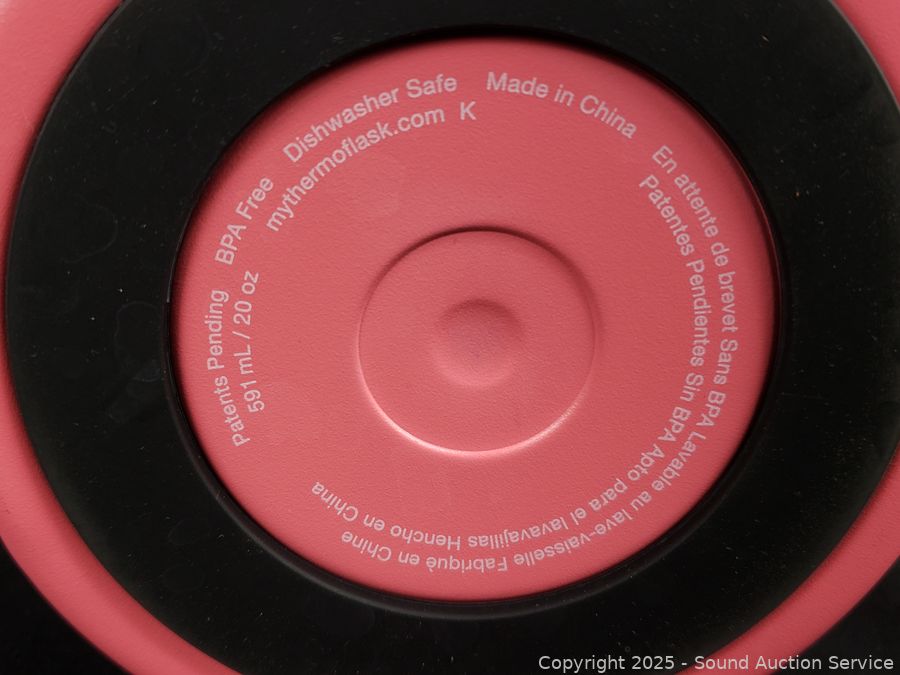 Patents Pending BPA Free Dishwasher Safe Made in China
591 mL / 20 oz mythermoflask.com K
En attente de brevet Sans BPA Lavable au lave-vaisselle Fabriquè en Chine
Patentes Pendientes Sin BPA Apto para el lavavajillas Hencho en China
Copyright 2025 - Sound Auction Service